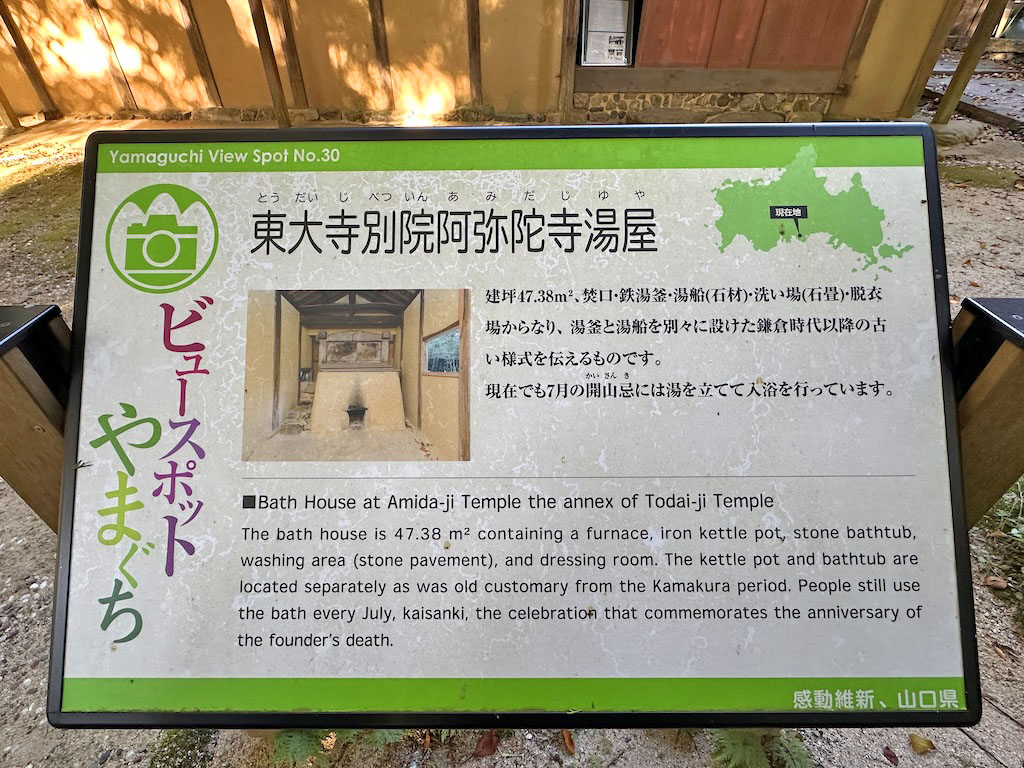 Yamaguchi View Spot No.30
とう だい じ べつ いん あ み だ じ ゆ や
東大寺別院阿弥陀寺湯屋
現在地
ビュースポット
やまぐち
建坪47.38m²、焚口・鉄湯釜・湯船(石材)・洗い場(石畳)・脱衣
場からなり、湯釜と湯船を別々に設けた鎌倉時代以降の古
い様式を伝えるものです。
かい さん き
現在でも7月の開山忌には湯を立てて入浴を行っています。
■Bath House at Amida-ji Temple the annex of Todai-ji Temple
The bath house is 47.38 m² containing a furnace, iron kettle pot, stone bathtub,
washing area (stone pavement), and dressing room. The kettle pot and bathtub are
located separately as was old customary from the Kamakura period. People still use
the bath every July, kaisanki, the celebration that commemorates the anniversary of
the founder's death.
感動維新、山口県